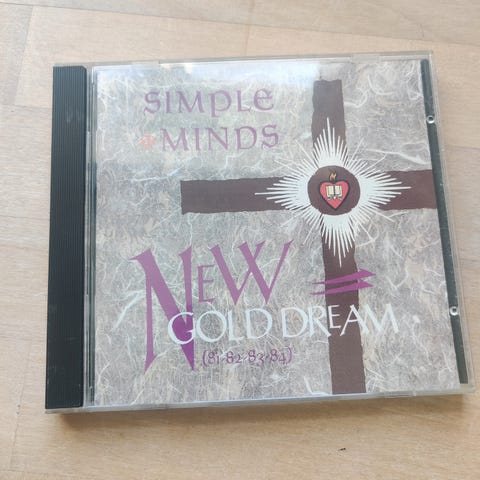 SIMPLE
MINDS
NEW
GOLD DREAM
(81-82-83-84)